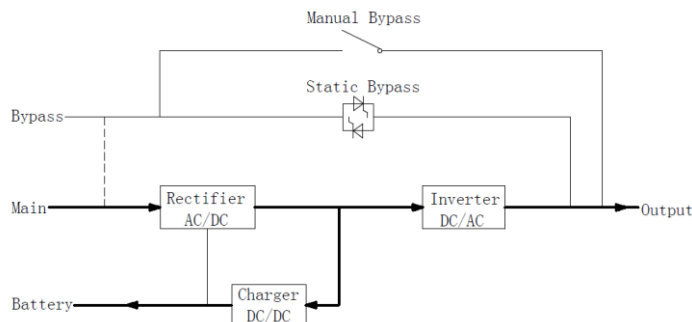 Manual Bypass
Static Bypass
Bypass
Rectifier
AC/DC
Inverter
DC/AC
Main
Output
Battery
Charger
DC/DC